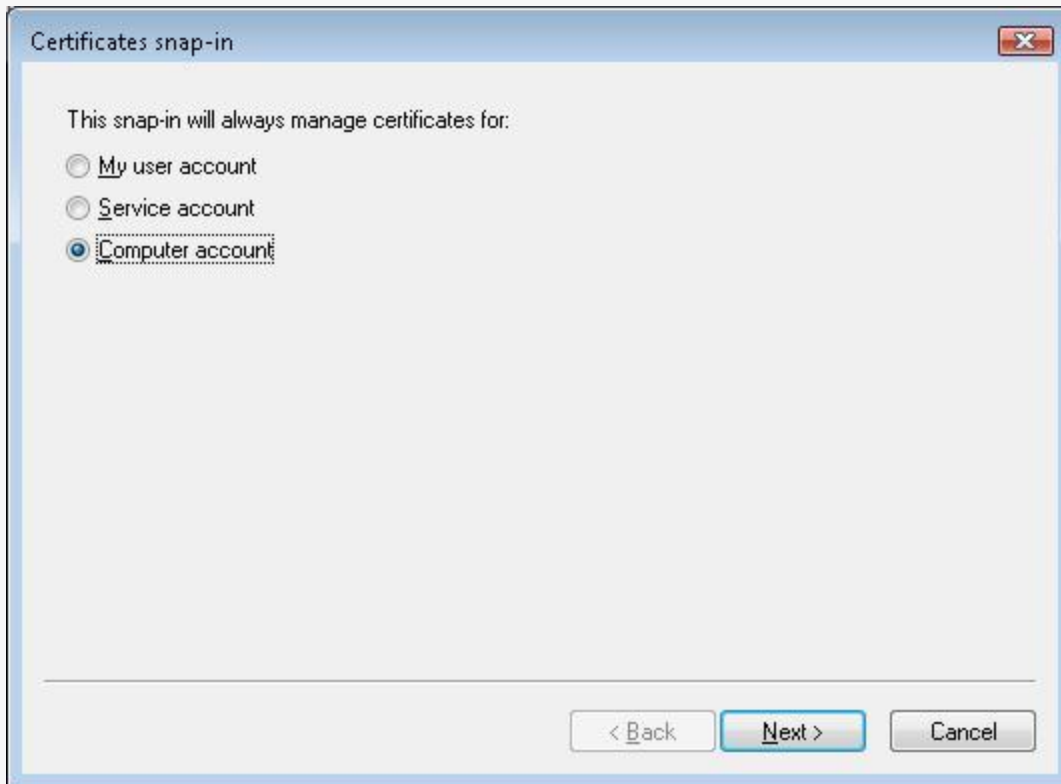 Certificates snap-in
This snap-in will always manage certificates for:
My user account
Service account
Computer account
< Back
Next >
Cancel